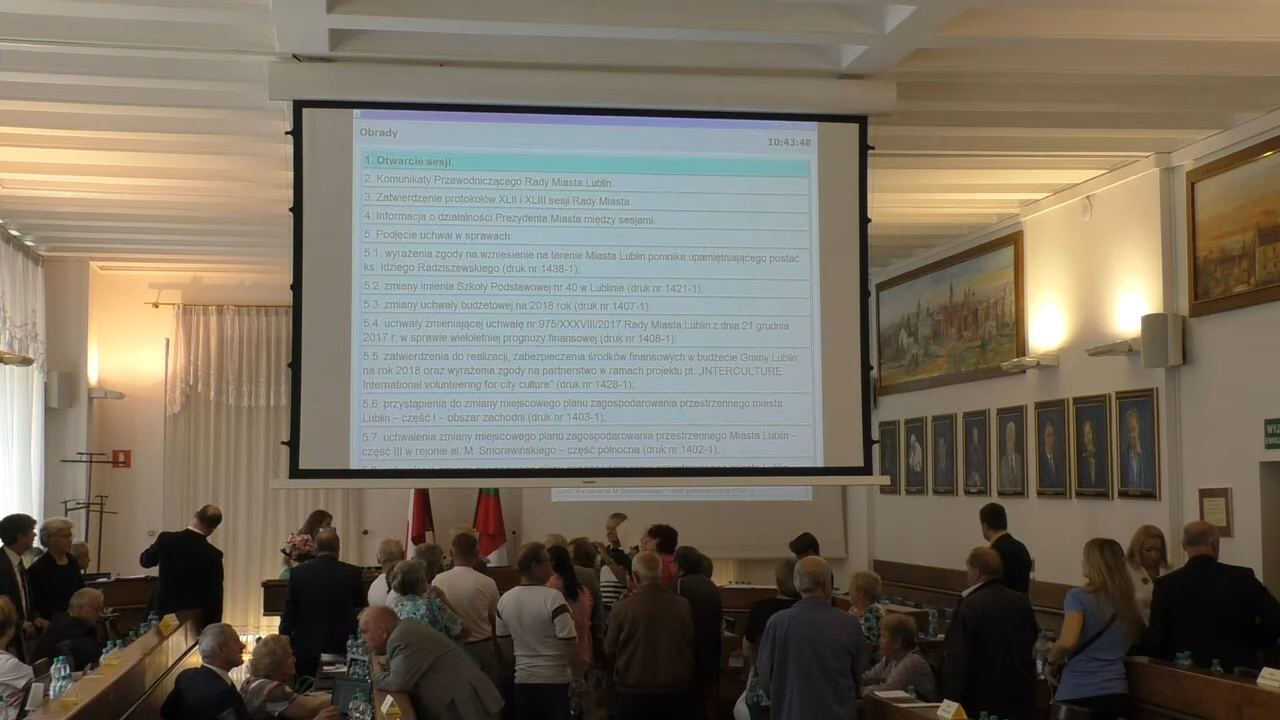 Obrady
10:43:48
1. Otwarcie sesji.
2. Komunikaty Przewodniczącego Rady Miasta Lublin.
3. Zatwierdzenie protokołów XLII i XLIII sesji Rady Miasta.
4. Informacja o działalności Prezydenta Miasta między sesjami.
5. Podjęcie uchwał w sprawach:
5.1. wyrażenia zgody na wzniesienie na terenie Miasta Lublin pomnika upamiętniającego postać
ks. Idziego Radziszewskiego (druk nr 1438-1);
5.2. zmiany imienia Szkoły Podstawowej nr 40 w Lublinie (druk nr 1421-1);
5.3. zmiany uchwały budżetowej na 2018 rok (druk nr 1407-1);
5.4. uchwały zmieniającej uchwałę nr 975/XXXVIII/2017 Rady Miasta Lublin z dnia 21 grudnia
2017 r. w sprawie wieloletniej prognozy finansowej (druk nr 1408-1);
5.5. zatwierdzenia do realizacji, zabezpieczenia środków finansowych w budżecie Gminy Lublin
na rok 2018 oraz wyrażenia zgody na partnerstwo w ramach projektu pt. „INTERCULTURE
International volunteering for city culture" (druk nr 1428-1);
5.6. przystąpienia do zmiany miejscowego planu zagospodarowania przestrzennego miasta
Lublin – część I – obszar zachodni (druk nr 1403-1);
5.7. uchwalenia zmiany miejscowego planu zagospodarowania przestrzennego Miasta Lublin –
część III w rejonie al. M. Smorawińskiego – część północna (druk nr 1402-1);